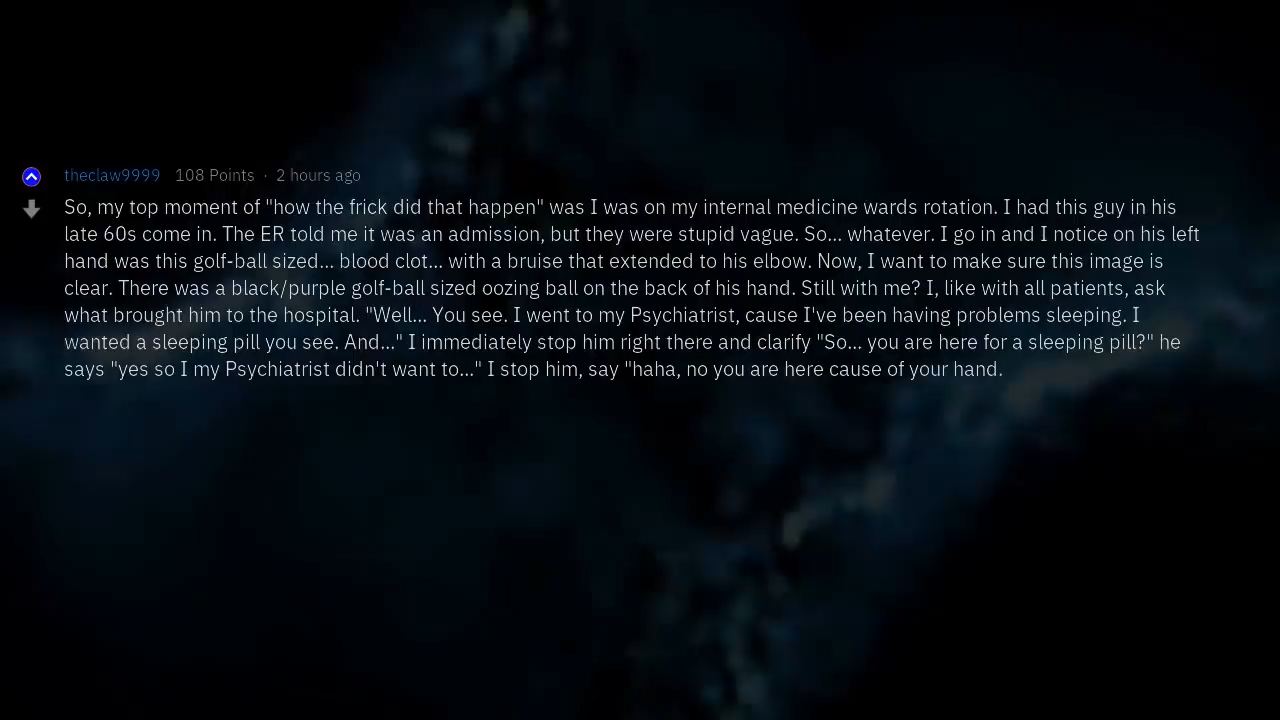 theclaw9999 108 Points · 2 hours ago
So, my top moment of "how the frick did that happen" was I was on my internal medicine wards rotation. I had this guy in his
late 60s come in. The ER told me it was an admission, but they were stupid vague. So... whatever. I go in and I notice on his left
hand was this golf-ball sized... blood clot... with a bruise that extended to his elbow. Now, I want to make sure this image is
clear. There was a black/purple golf-ball sized oozing ball on the back of his hand. Still with me? I, like with all patients, ask
what brought him to the hospital. "Well... You see. I went to my Psychiatrist, cause I've been having problems sleeping. I
wanted a sleeping pill you see. And..." I immediately stop him right there and clarify "So... you are here for a sleeping pill?" he
says "yes so I my Psychiatrist didn't want to..." I stop him, say "haha, no you are here cause of your hand.